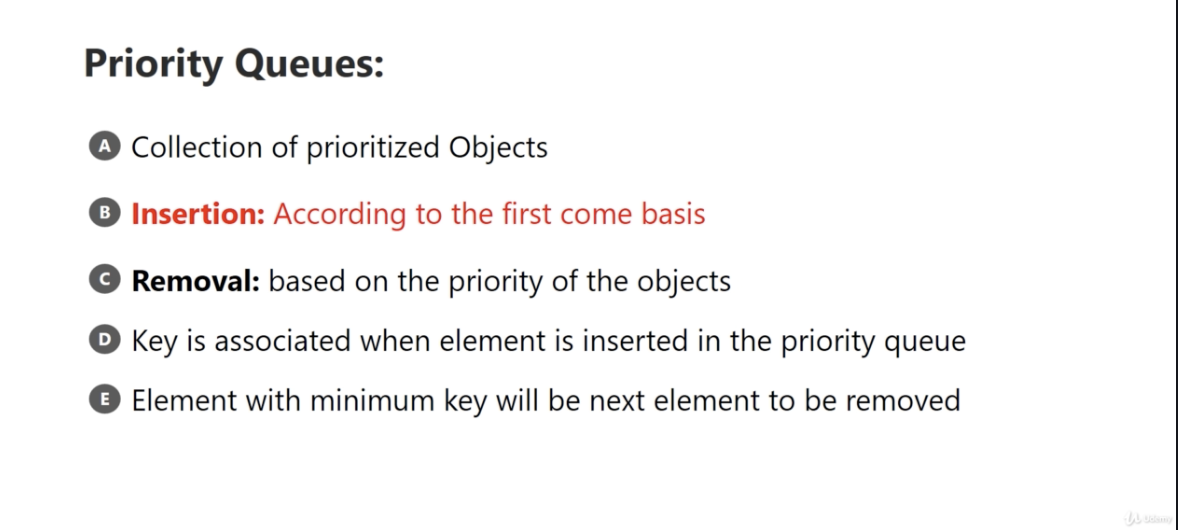 Priority Queues:
A Collection of prioritized Objects
B Insertion: According to the first come basis
C Removal: based on the priority of the objects
D Key is associated when element is inserted in the priority queue
E Element with minimum key will be next element to be removed
Udemy